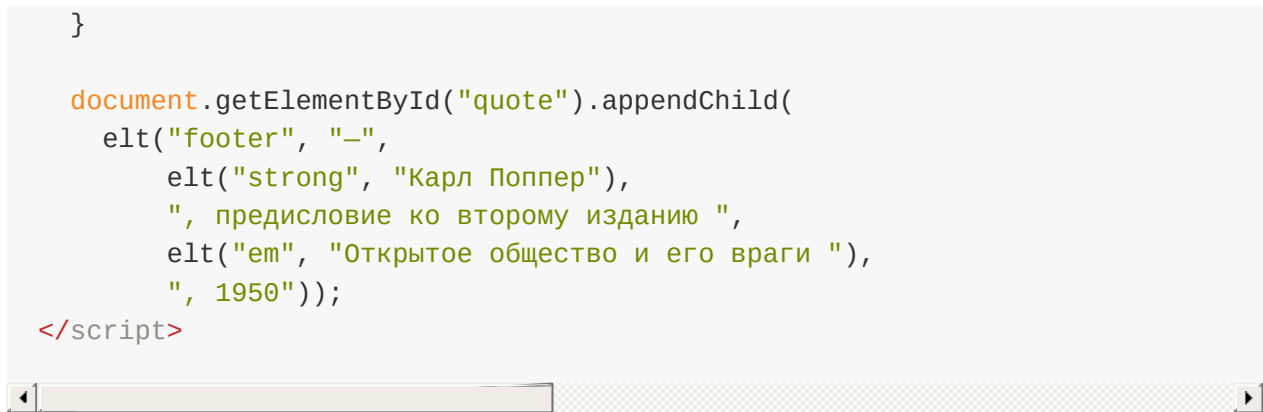 }
document.getElementById("quote").appendChild(
elt("footer", "—",
elt("strong", "Карл Поппер"),
", предисловие ко второму изданию ",
elt("em", "Открытое общество и его враги "),
", 1950"));
</script>